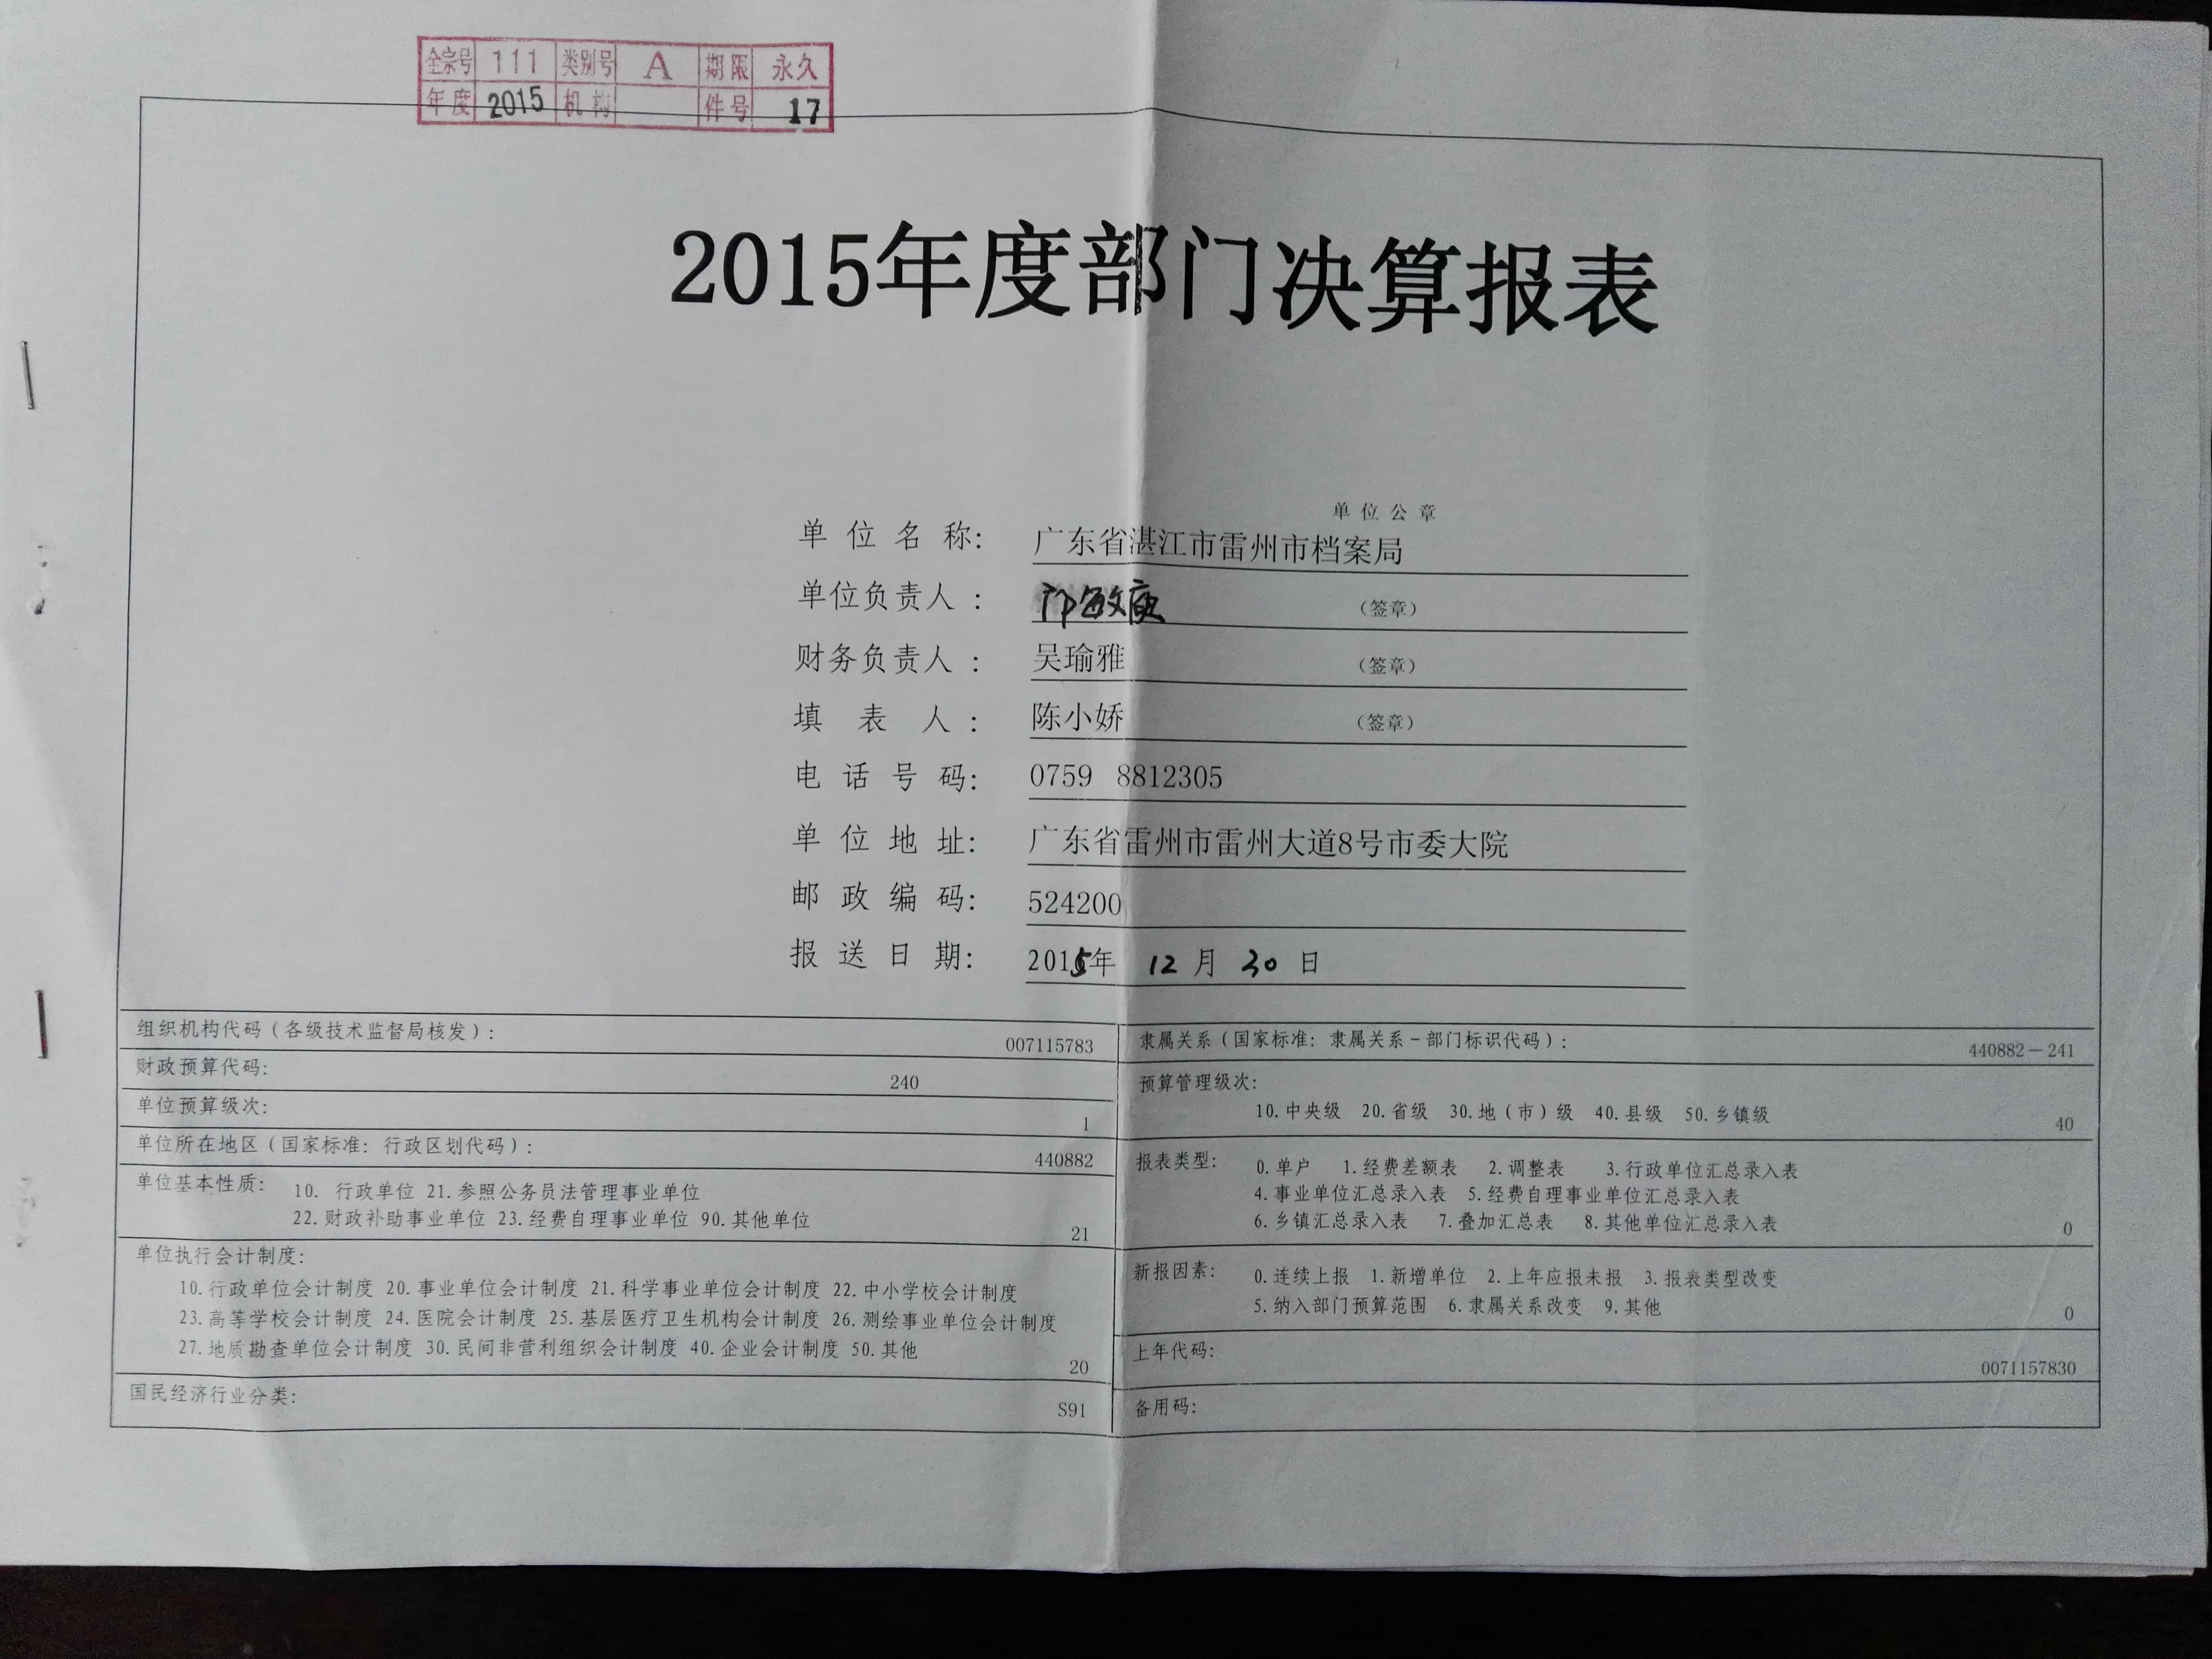 全宗号 111 类别号 A 期限 永久
年度 2015 机构 件号 17
2015年度部门决算报表
单位公章
单位名称: 广东省湛江市雷州市档案局
单位负责人: (签章)
财务负责人: 吴瑜雅 (签章)
填表人: 陈小娇 (签章)
电话号码: 0759 8812305
单位地址: 广东省雷州市雷州大道8号市委大院
邮政编码: 524200
报送日期: 2015年 12月 30日
组织机构代码(各级技术监督局核发): 007115783
财政预算代码: 240
单位预算级次: 1
单位所在地区(国家标准: 行政区划代码): 440882
单位基本性质: 10. 行政单位 21.参照公务员法管理事业单位
22.财政补助事业单位 23.经费自理事业单位 90.其他单位
21
单位执行会计制度:
10.行政单位会计制度 20.事业单位会计制度 21.科学事业单位会计制度 22.中小学校会计制度
23.高等学校会计制度 24.医院会计制度 25.基层医疗卫生机构会计制度 26.测绘事业单位会计制度
27.地质勘查单位会计制度 30.民间非营利组织会计制度 40.企业会计制度 50.其他
20
国民经济行业分类: S91
隶属关系(国家标准: 隶属关系-部门标识代码): 440882-241
预算管理级次:
10.中央级 20.省级 30.地(市)级 40.县级 50.乡镇级
40
报表类型: 0.单户 1.经费差额表 2.调整表 3.行政单位汇总录入表
4.事业单位汇总录入表 5.经费自理事业单位汇总录入表
6.乡镇汇总录入表 7.叠加汇总表 8.其他单位汇总录入表
0
新报因素: 0.连续上报 1.新增单位 2.上年应报未报 3.报表类型改变
5.纳入部门预算范围 6.隶属关系改变 9.其他
0
上年代码: 0071157830
备用码: